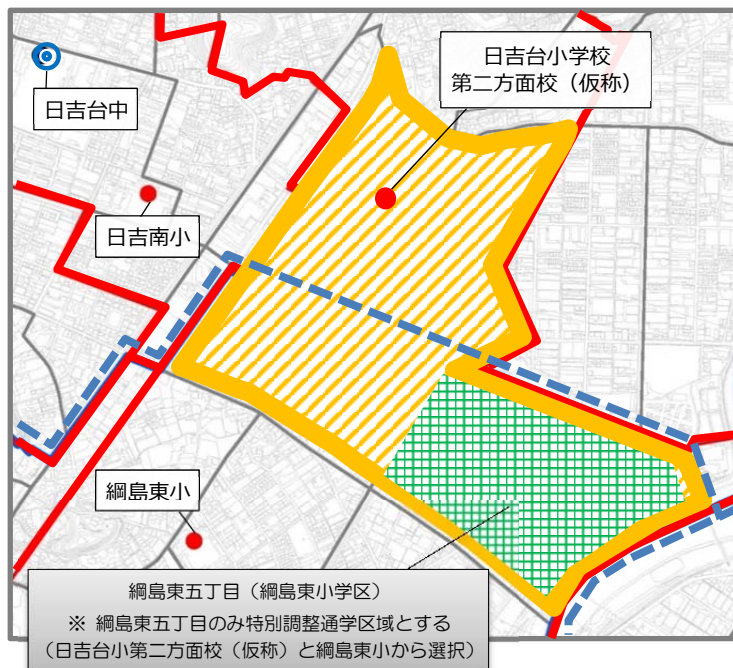 日吉台小学校
第二方面校（仮称）
日吉台中
日吉南小
綱島東小
綱島東五丁目（綱島東小学区）
※ 綱島東五丁目のみ特別調整通学区域とする
（日吉台小第二方面校（仮称）と綱島東小から選択）